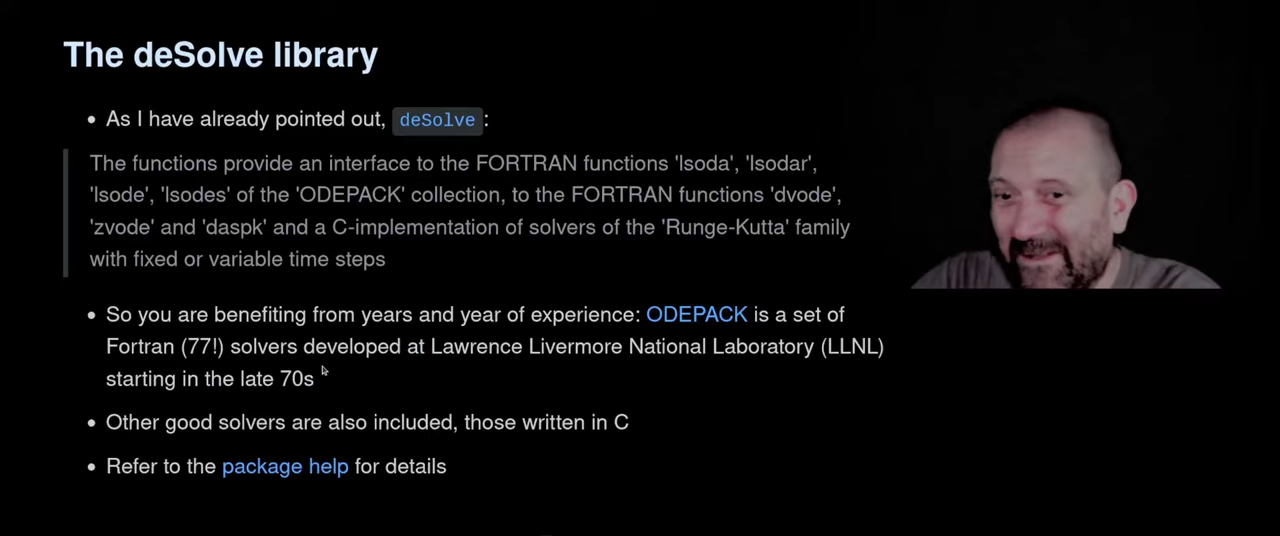 The deSolve library
As I have already pointed out, deSolve:
The functions provide an interface to the FORTRAN functions 'lsoda', 'lsodar',
'lsode', 'lsodes' of the 'ODEPACK' collection, to the FORTRAN functions 'dvode',
'zvode' and 'daspk' and a C-implementation of solvers of the 'Runge-Kutta' family
with fixed or variable time steps
So you are benefiting from years and year of experience: ODEPACK is a set of
Fortran (77!) solvers developed at Lawrence Livermore National Laboratory (LLNL)
starting in the late 70s
Other good solvers are also included, those written in C
Refer to the package help for details